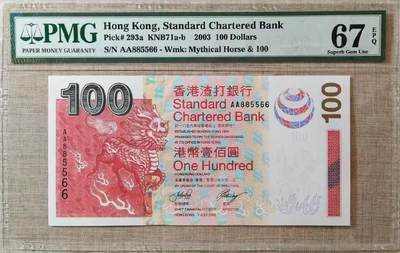 PMG
PAPER MONEY GUARANTY
Hong Kong, Standard Chartered Bank
Pick# 293a KNB71a-b 2003 100 Dollars
S/N AA885566 - Wmk: Mythical Horse & 100
67 EPQ
Superb Gem Unc
100
香港渣打銀行
AA885566
Standard
Chartered Bank
港幣壹佰圓
One Hundred
HONGKONG DOLLARS
100
AA885566